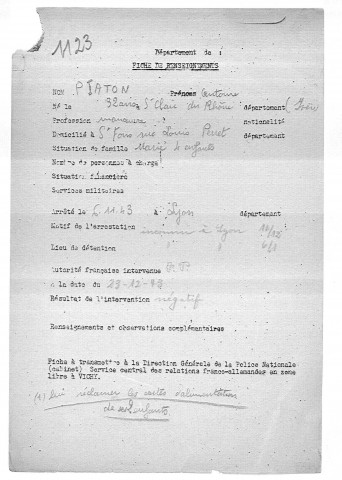 1123
Département de :
FICHE DE RENSEIGNEMENTS
NOM PIATON Prénoms Antoine
Né le 32 ans à St Clair du Rhône département (Isère
Profession manœuvre nationalité
Domicilié à St Fons rue Louis département
Situation de famille Marié 4 enfants
Nombre de personnes à charge
Situation financière
Services militaires
Arrêté le 5.11.43 à Lyon département
Motif de l'arrestation inconnu à Lyon
Lieu de détention " "
Autorité française intervenue
à la date du 29-12-43
Résultat de l'intervention négatif
Renseignements et observations complémentaires
Fiche à transmettre à la Direction Générale de la Police Nationale
(cabinet) Service central des relations franco-allemandes en zone
libre à VICHY.
(1) lui réclamer les cartes d'alimentation
de ses enfants